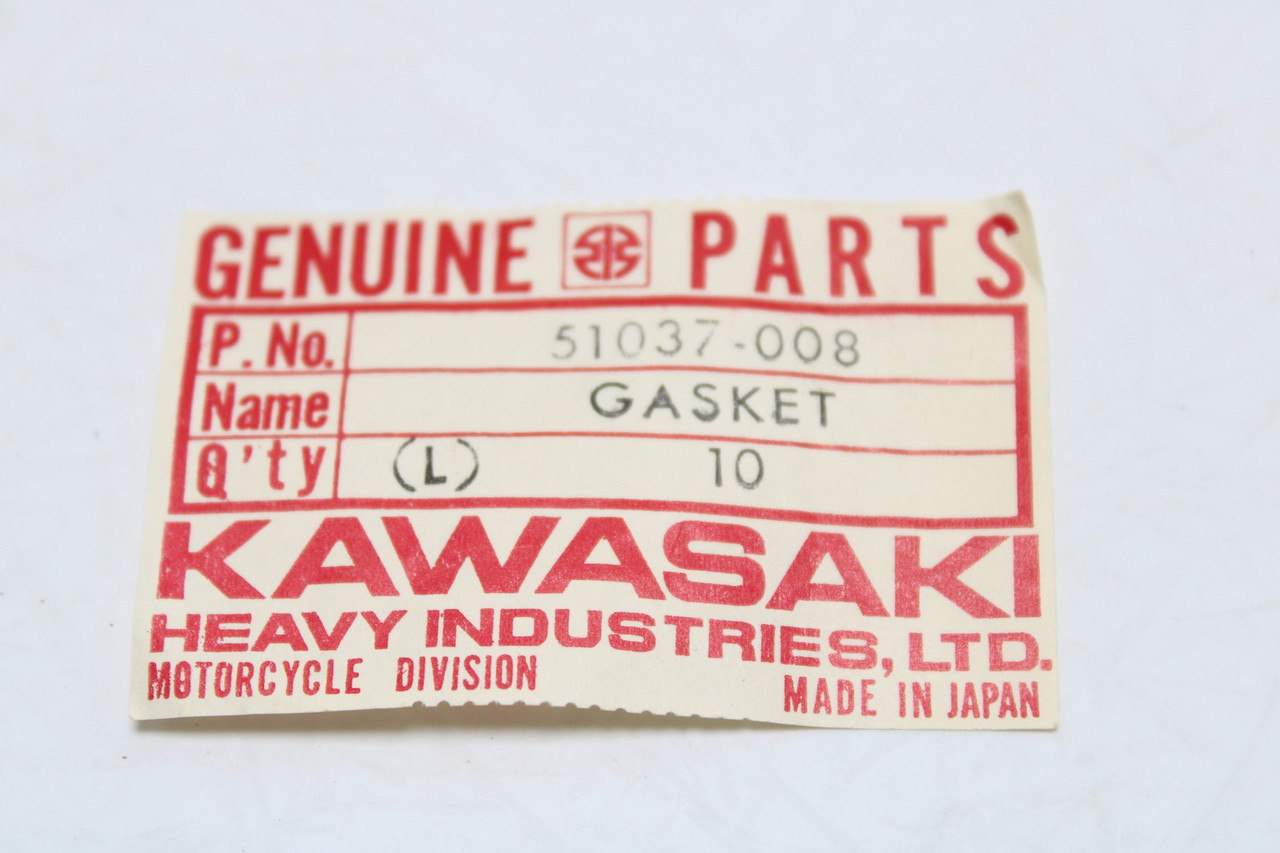 GENUINE PARTS
P. No. 51037-008
Name GASKET
Q'ty (L) 10
KAWASAKI
HEAVY INDUSTRIES, LTD.
MOTORCYCLE DIVISION
MADE IN JAPAN